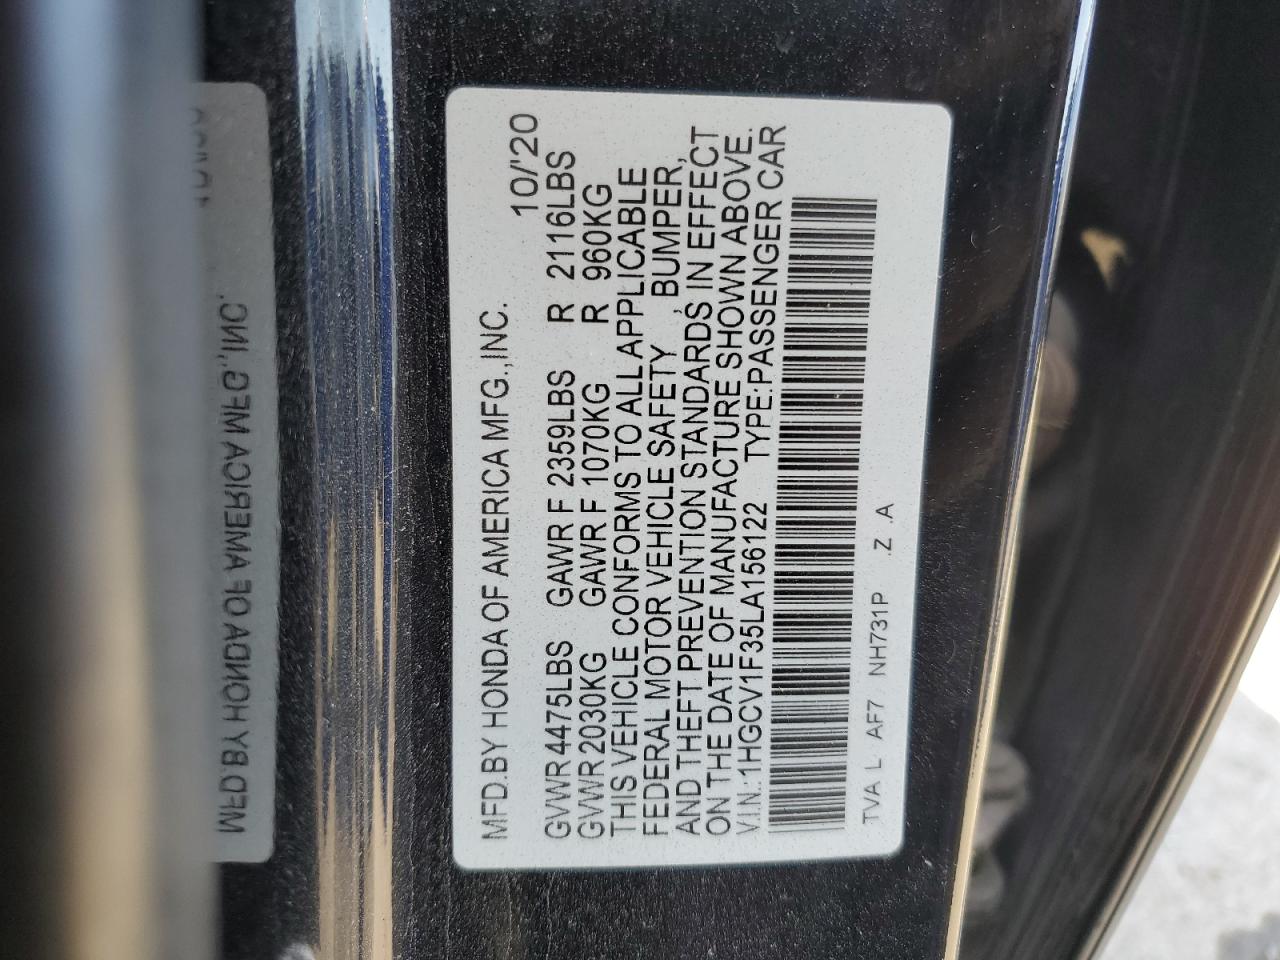 MFD.BY HONDA OF AMERICA MFG.,INC.
10/'20
GVWR 4475LBS GAWR F 2359LBS R 2116LBS
GVWR 2030KG GAWR F 1070KG R 960KG
THIS VEHICLE CONFORMS TO ALL APPLICABLE
FEDERAL MOTOR VEHICLE SAFETY, BUMPER,
AND THEFT PREVENTION STANDARDS IN EFFECT
ON THE DATE OF MANUFACTURE SHOWN ABOVE.
V.I.N.:1HGCV1F35LA156122 TYPE:PASSENGER CAR
TVA L AF7 NH731P .Z .A
MFD.BY HONDA OF AMERICA MFG.,INC.